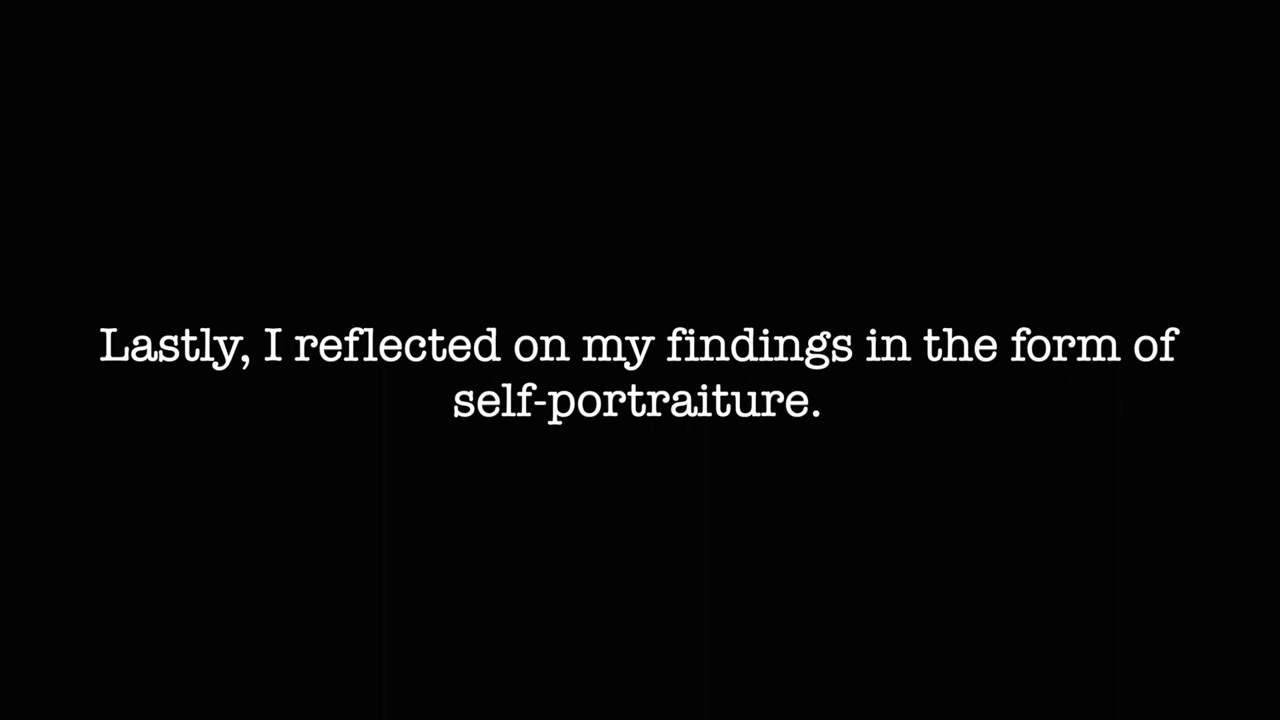 Lastly, I reflected on my findings in the form of
self-portraiture.